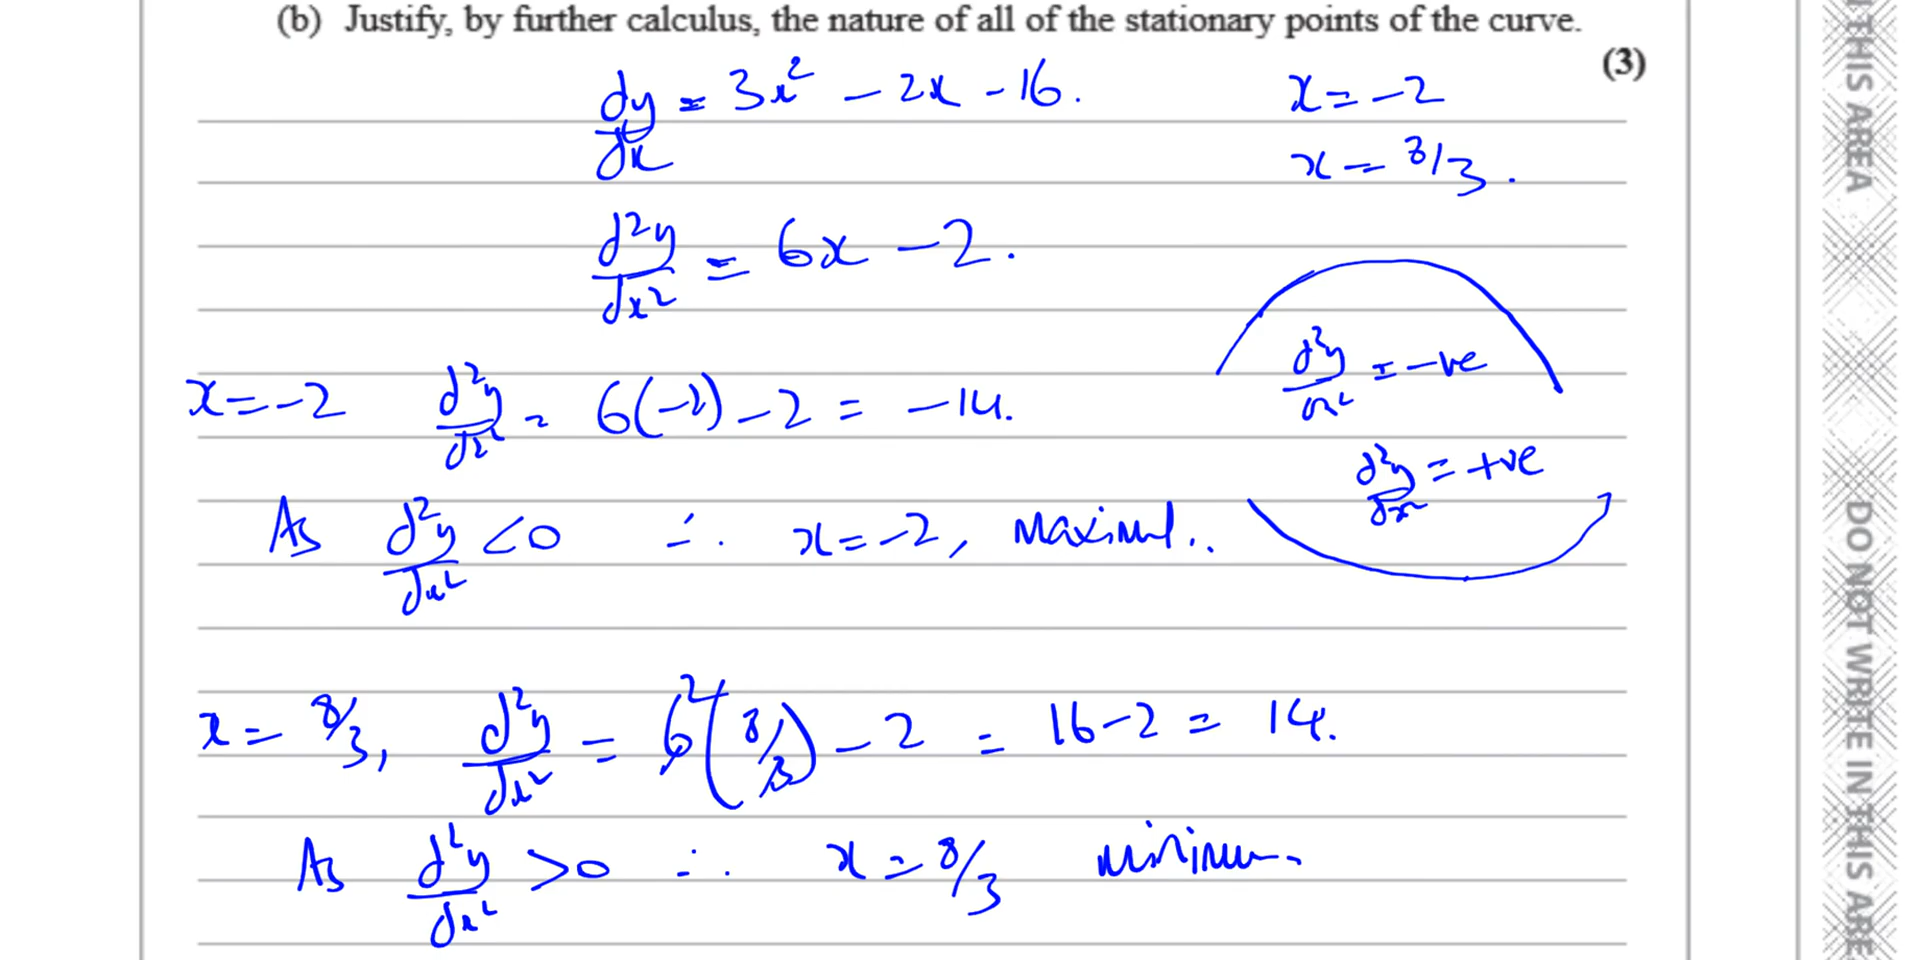 (b) Justify, by further calculus, the nature of all of the stationary points of the curve.
(3)
dy/dx = 3x² - 2x - 16.
x = -2
x = 8/3.
d²y/dx² = 6x - 2.
d²y/dx² = -ve
x = -2 d²y/dx² = 6(-2) - 2 = -14.
d²y/dx² = +ve
As d²y/dx² < 0 ∴ x = -2,
x = 8/3, d²y/dx² = 6²(8/3) - 2 = 16 - 2 = 14.
As d²y/dx² > 0 ∴ x = 8/3
N THIS AREA
DO NOT WRITE IN THIS ARE